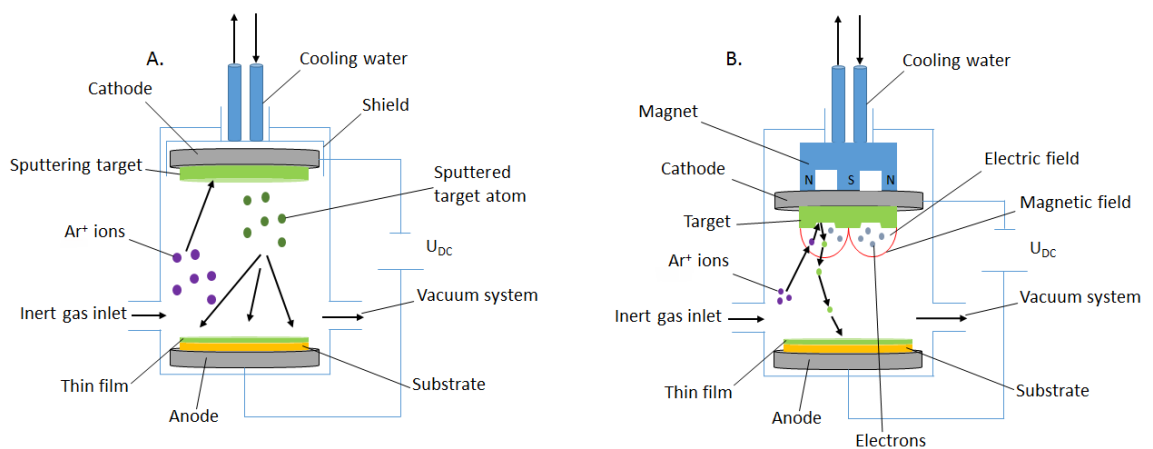 A.
Cooling water
Cathode
Shield
Sputtering target
Sputtered
target atom
Ar⁺ ions
U_DC
Inert gas inlet
Vacuum system
Thin film
Substrate
Anode
B.
Cooling water
Magnet
Electric field
Cathode
N S N
Magnetic field
Target
U_DC
Ar⁺ ions
Vacuum system
Inert gas inlet
Thin film
Substrate
Anode
Electrons